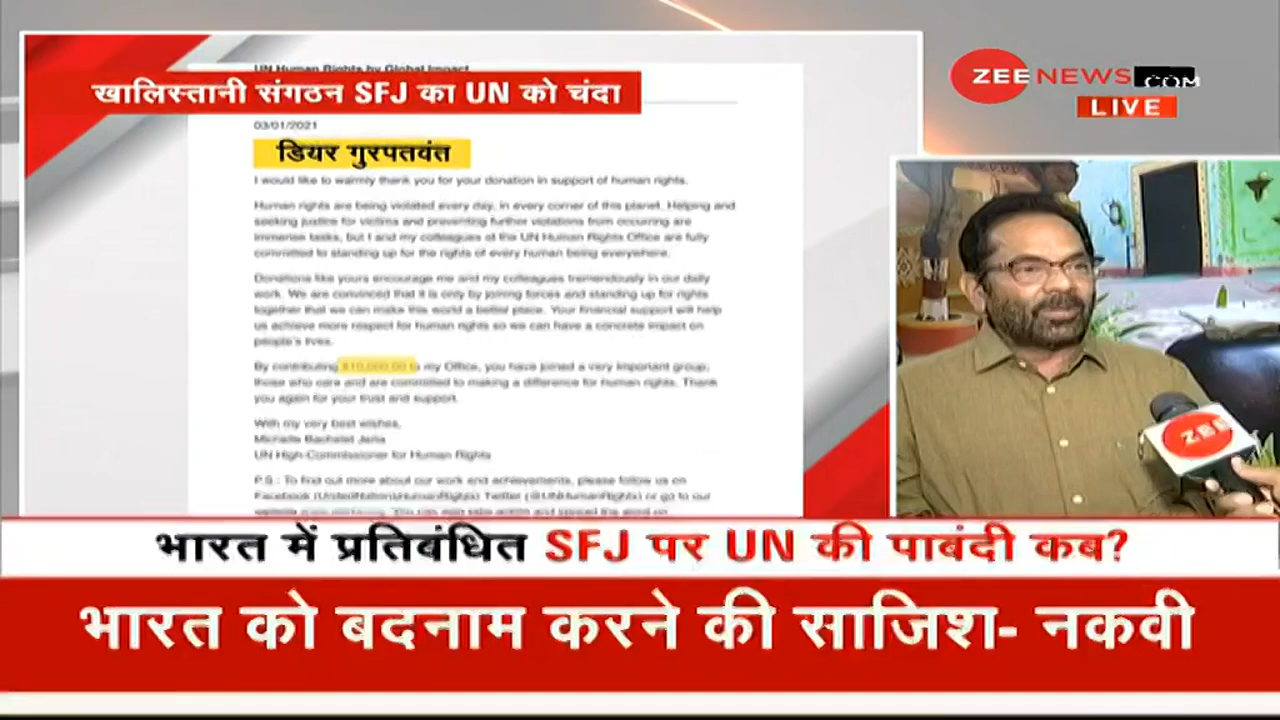 UN Human Rights by Global Impact
खालिस्तानी संगठन SFJ का UN को चंदा
ZEE NEWS.COM
LIVE
03/01/2021
डियर गुरपतवंत
I would like to warmly thank you for your donation in support of human rights.
Human rights are being violated every day, in every corner of this planet. Helping and
seeking justice for victims and preventing further violations from occurring are
immense tasks, but I and my colleagues at the UN Human Rights Office are fully
committed to standing up for the rights of every human being everywhere.
Donations like yours encourage me and my colleagues tremendously in our daily
work. We are convinced that it is only by joining forces and standing up for rights
together that we can make this world a better place. Your financial support will help
us achieve more respect for human rights so we can have a concrete impact on
people's lives.
By contributing $10,000.00 to my Office, you have joined a very important group;
those who care and are committed to making a difference for human rights. Thank
you again for your trust and support.
With my very best wishes,
Michelle Bachelet Jeria
UN High Commissioner for Human Rights
P.S.: To find out more about our work and achievements, please follow us on
Facebook (UnitedNationsHumanRights) Twitter (@UNHumanRights) or go to our
ZEE
भारत में प्रतिबंधित SFJ पर UN की पाबंदी कब?
भारत को बदनाम करने की साजिश- नकवी